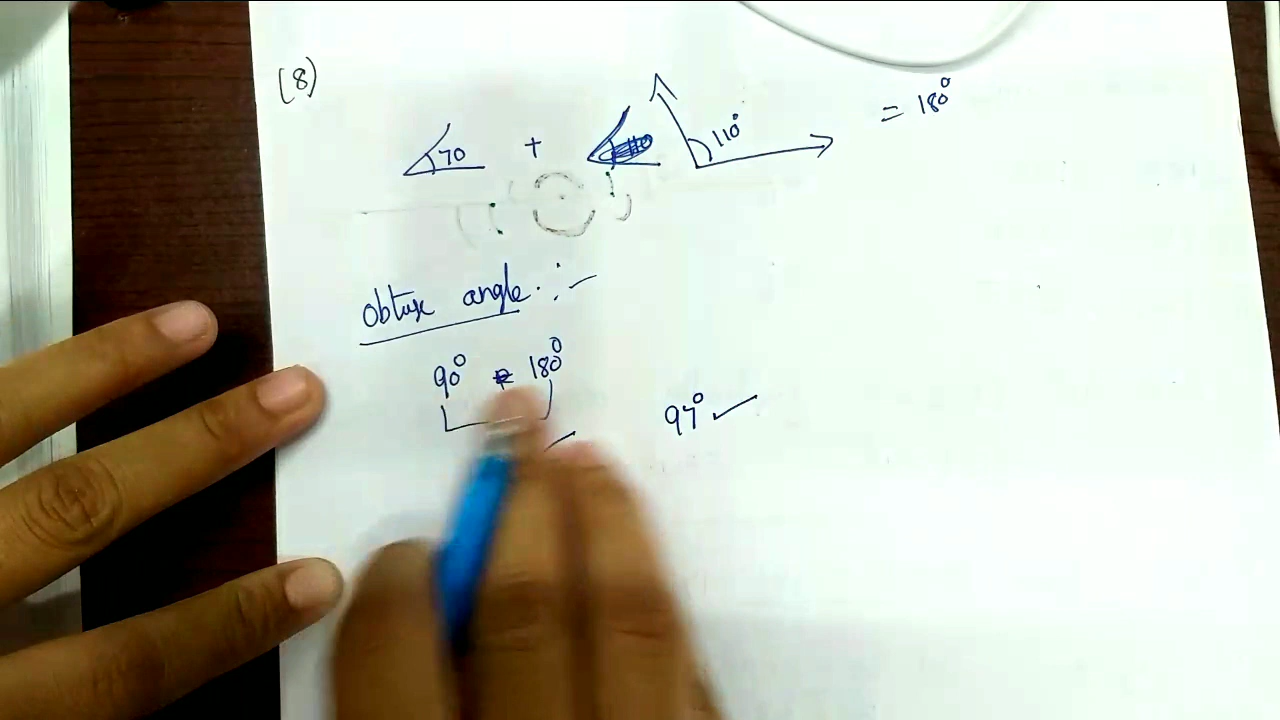 (8)
70 + 110° = 180°
Obtuse angle :-
90° 180°
97° ✓